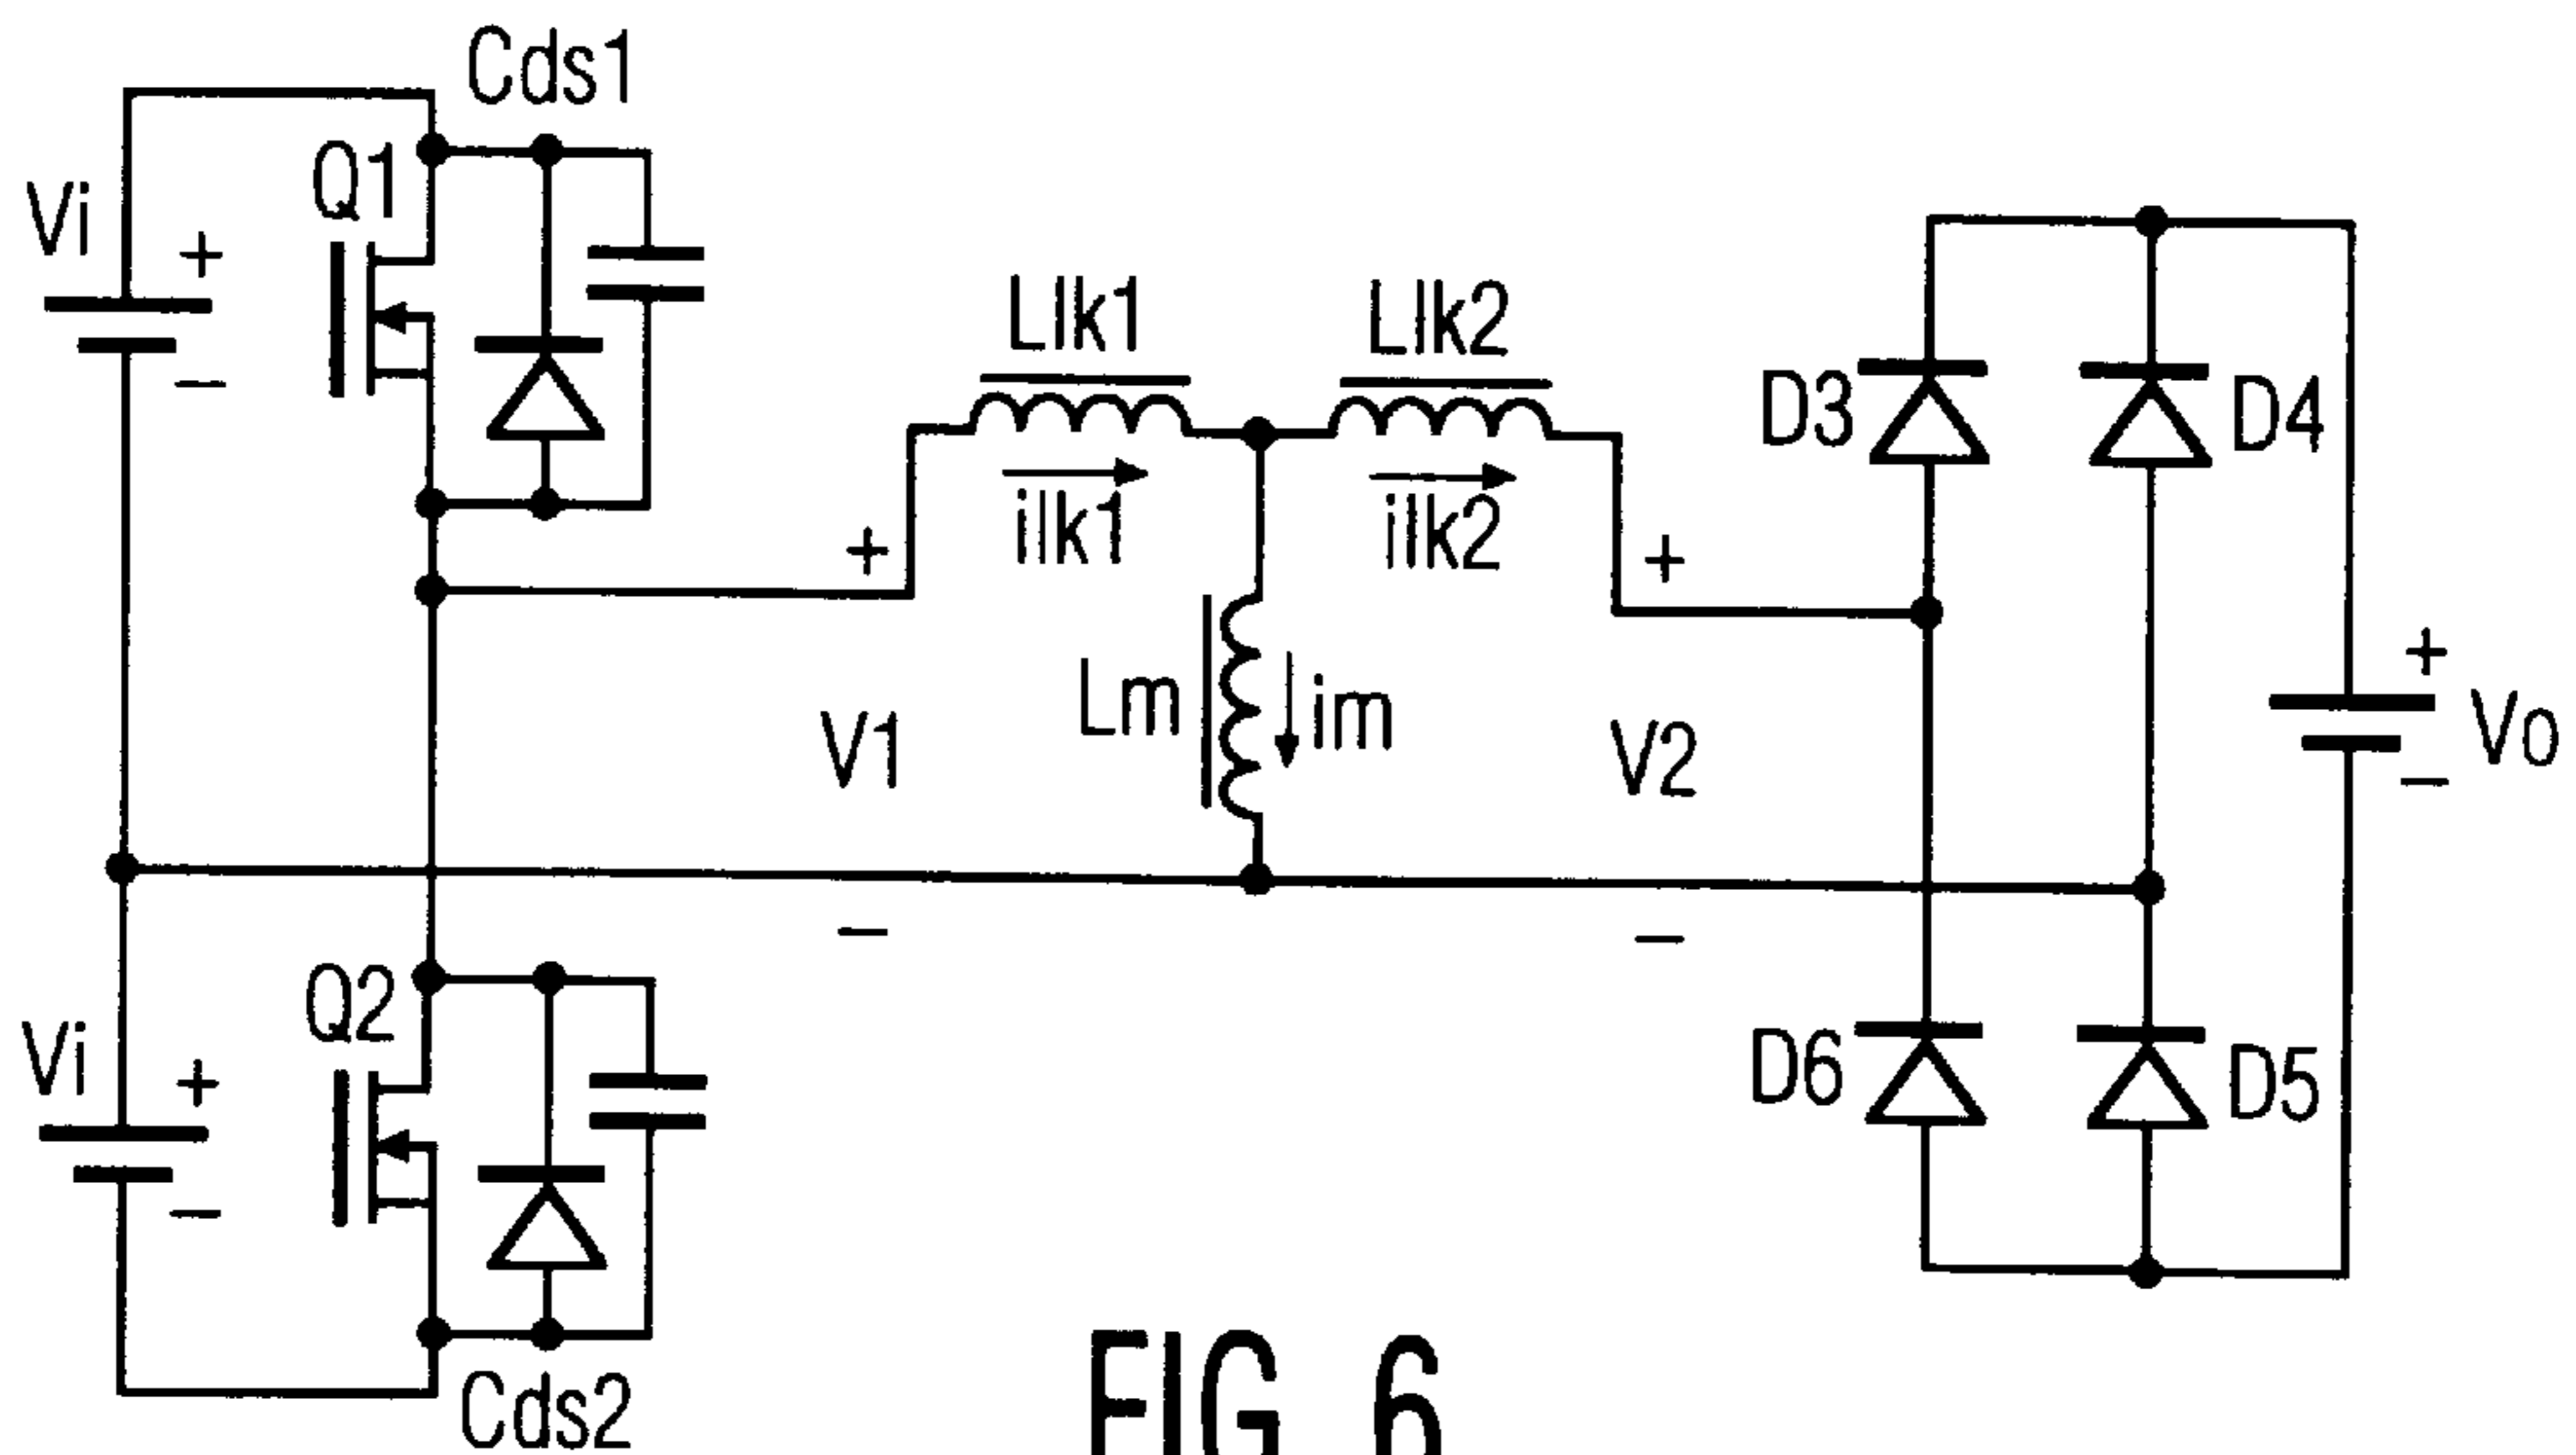 Cds1
Q1
Vi
+
−
Llk1
Llk2
ilk1
ilk2
+
+
D3
D4
Lm
im
V1
V2
+
Vo
−
−
−
Q2
Vi
+
−
D6
D5
Cds2
FIG 6